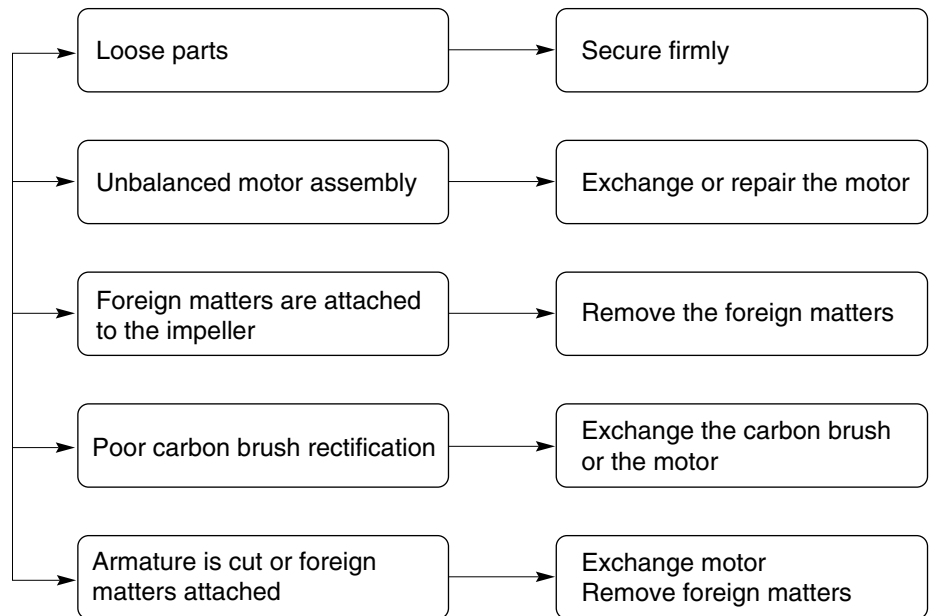 Loose parts
Secure firmly
Unbalanced motor assembly
Exchange or repair the motor
Foreign matters are attached
to the impeller
Remove the foreign matters
Poor carbon brush rectification
Exchange the carbon brush
or the motor
Armature is cut or foreign
matters attached
Exchange motor
Remove foreign matters